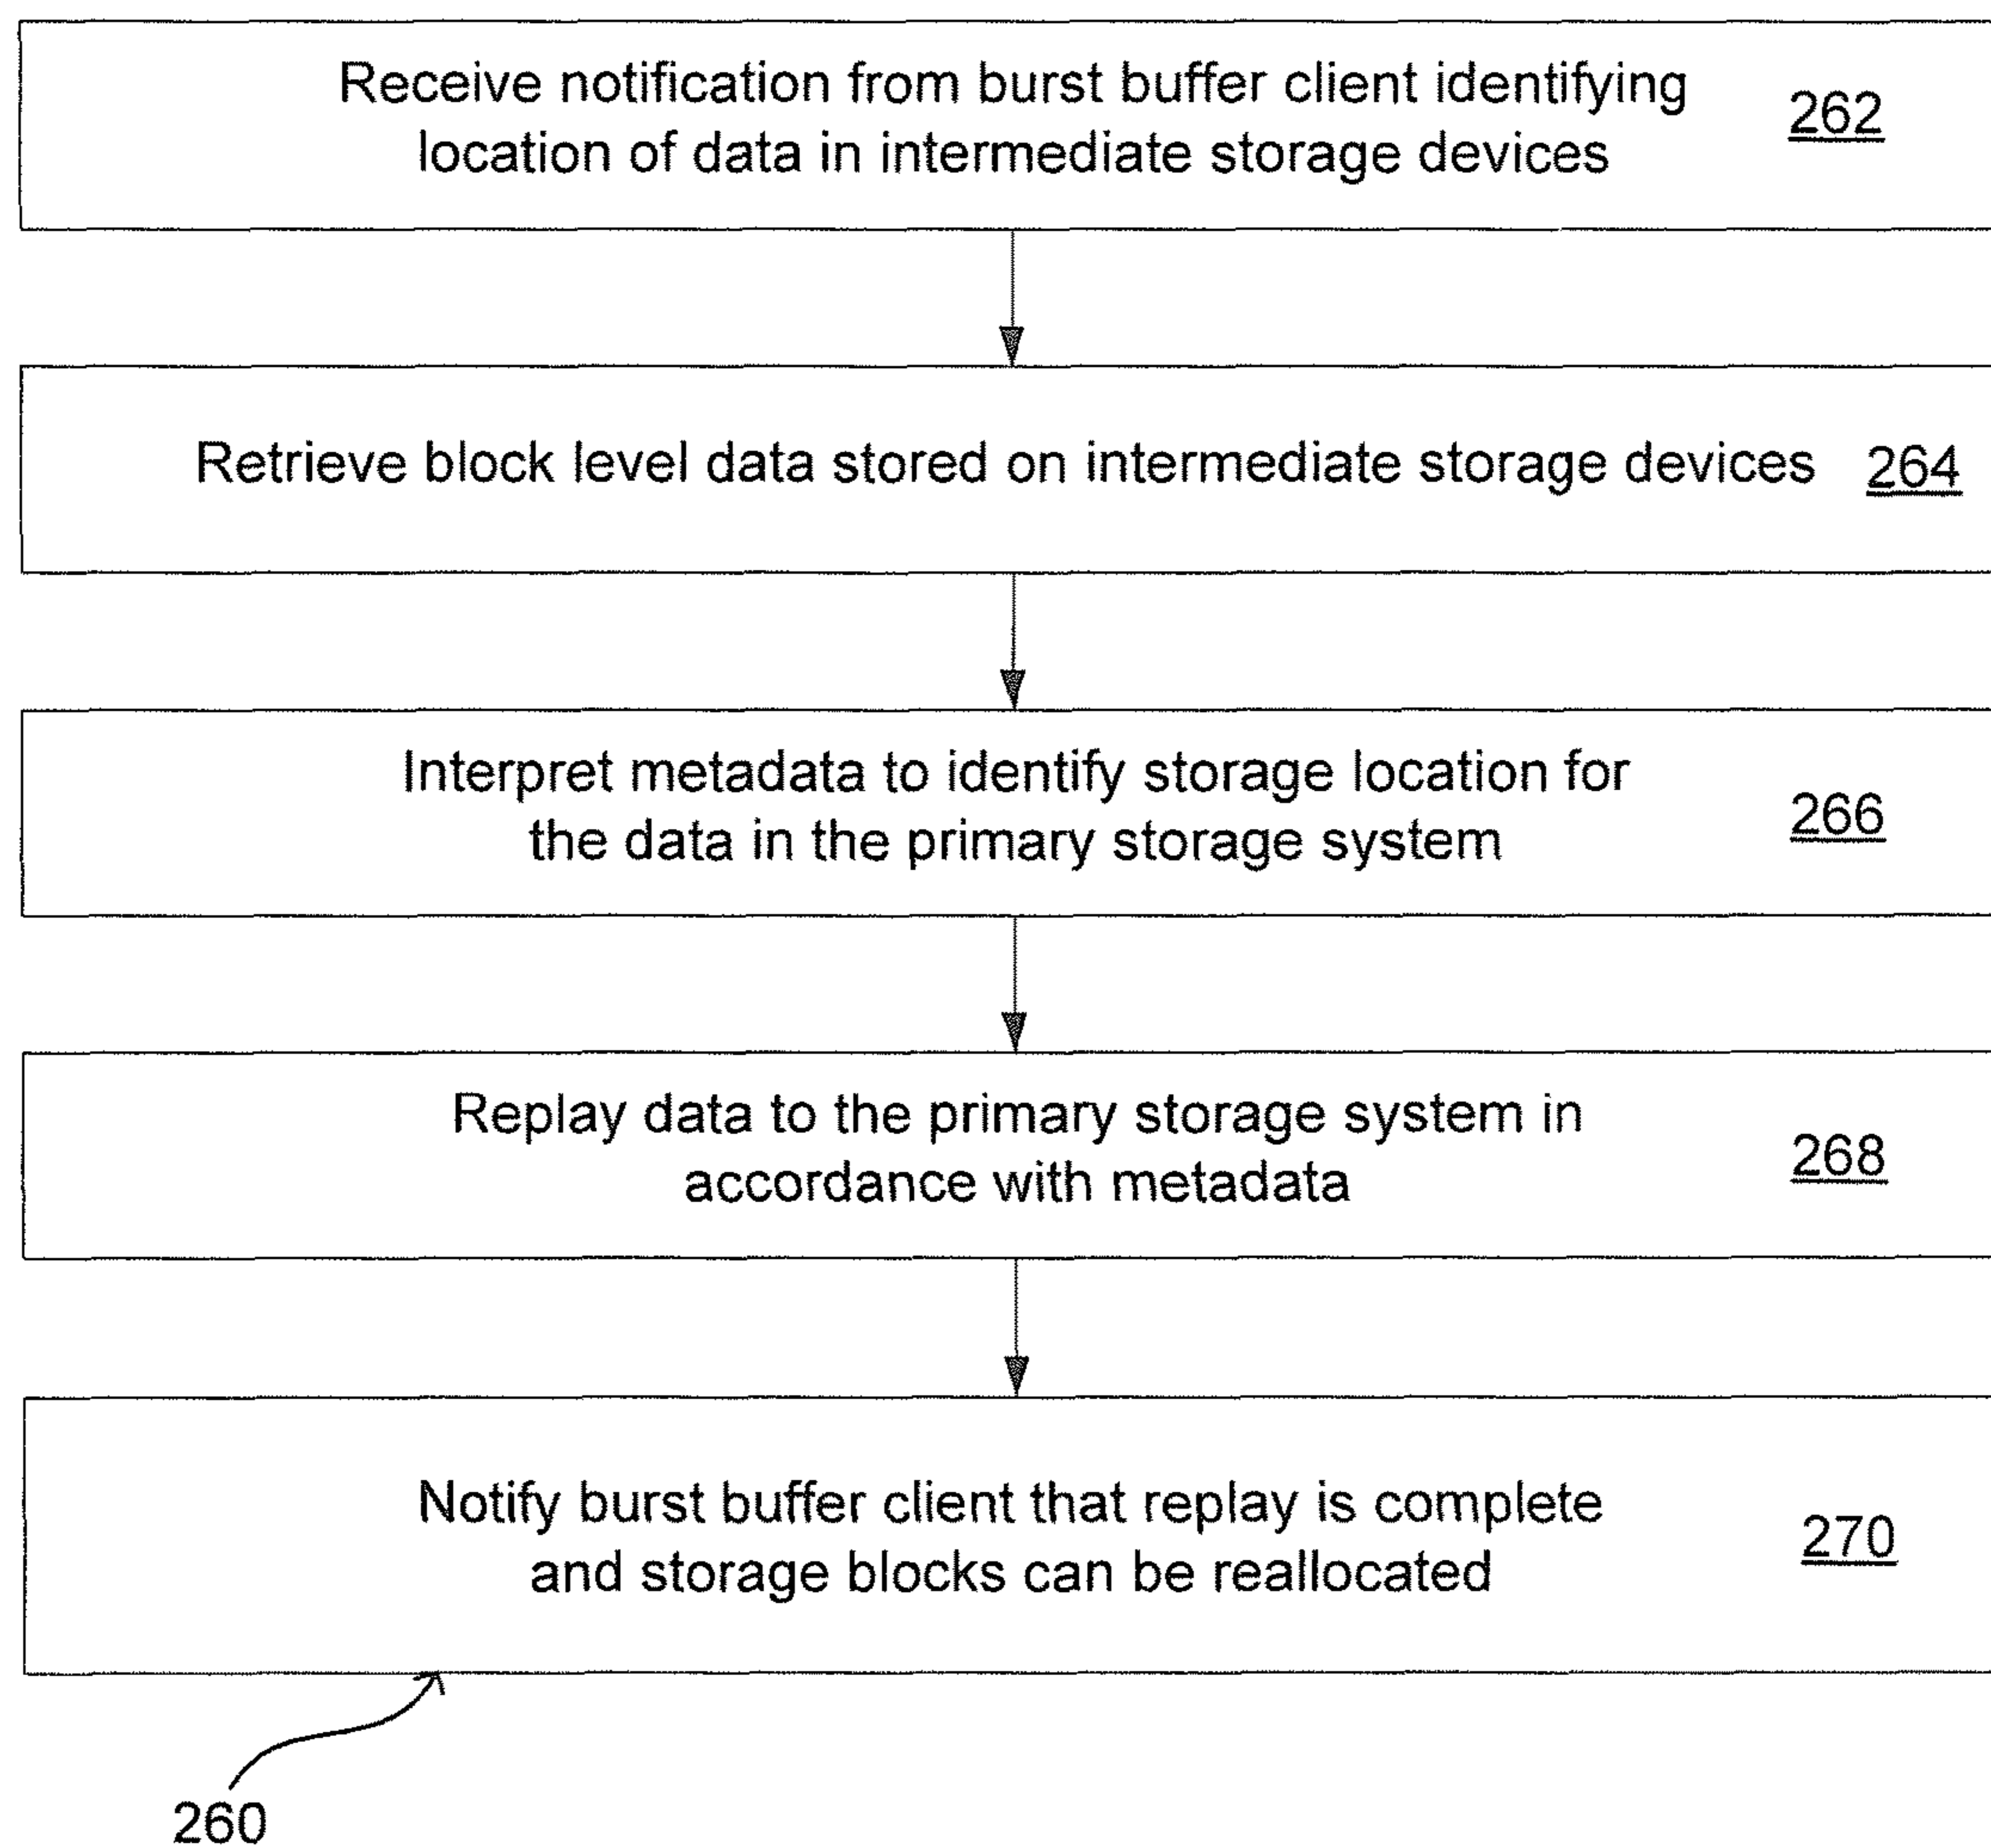 Receive notification from burst buffer client identifying
location of data in intermediate storage devices
262
Retrieve block level data stored on intermediate storage devices 264
Interpret metadata to identify storage location for
the data in the primary storage system
266
Replay data to the primary storage system in
accordance with metadata
268
Notify burst buffer client that replay is complete
and storage blocks can be reallocated
270
260